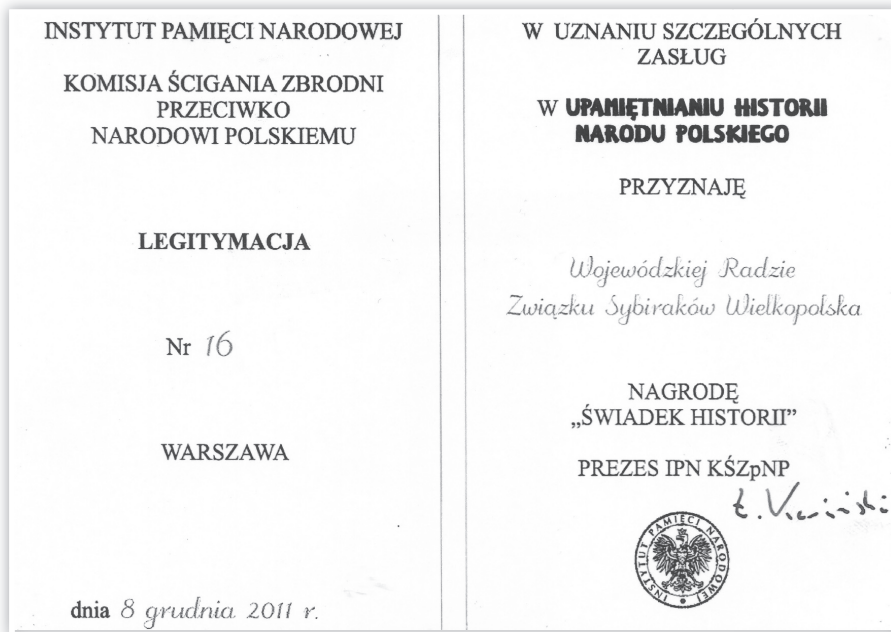 INSTYTUT PAMIĘCI NARODOWEJ
KOMISJA ŚCIGANIA ZBRODNI
PRZECIWKO
NARODOWI POLSKIEMU
LEGITYMACJA
Nr 16
WARSZAWA
dnia 8 grudnia 2011 r.
W UZNANIU SZCZEGÓLNYCH
ZASŁUG
W UPAMIĘTNIANIU HISTORII
NARODU POLSKIEGO
PRZYZNAJĘ
Wojewódzkiej Radzie
Związku Sybiraków Wielkopolska
NAGRODĘ
„ŚWIADEK HISTORII”
PREZES IPN KŚZpNP
INSTYTUT PAMIĘCI NARODOWEJ